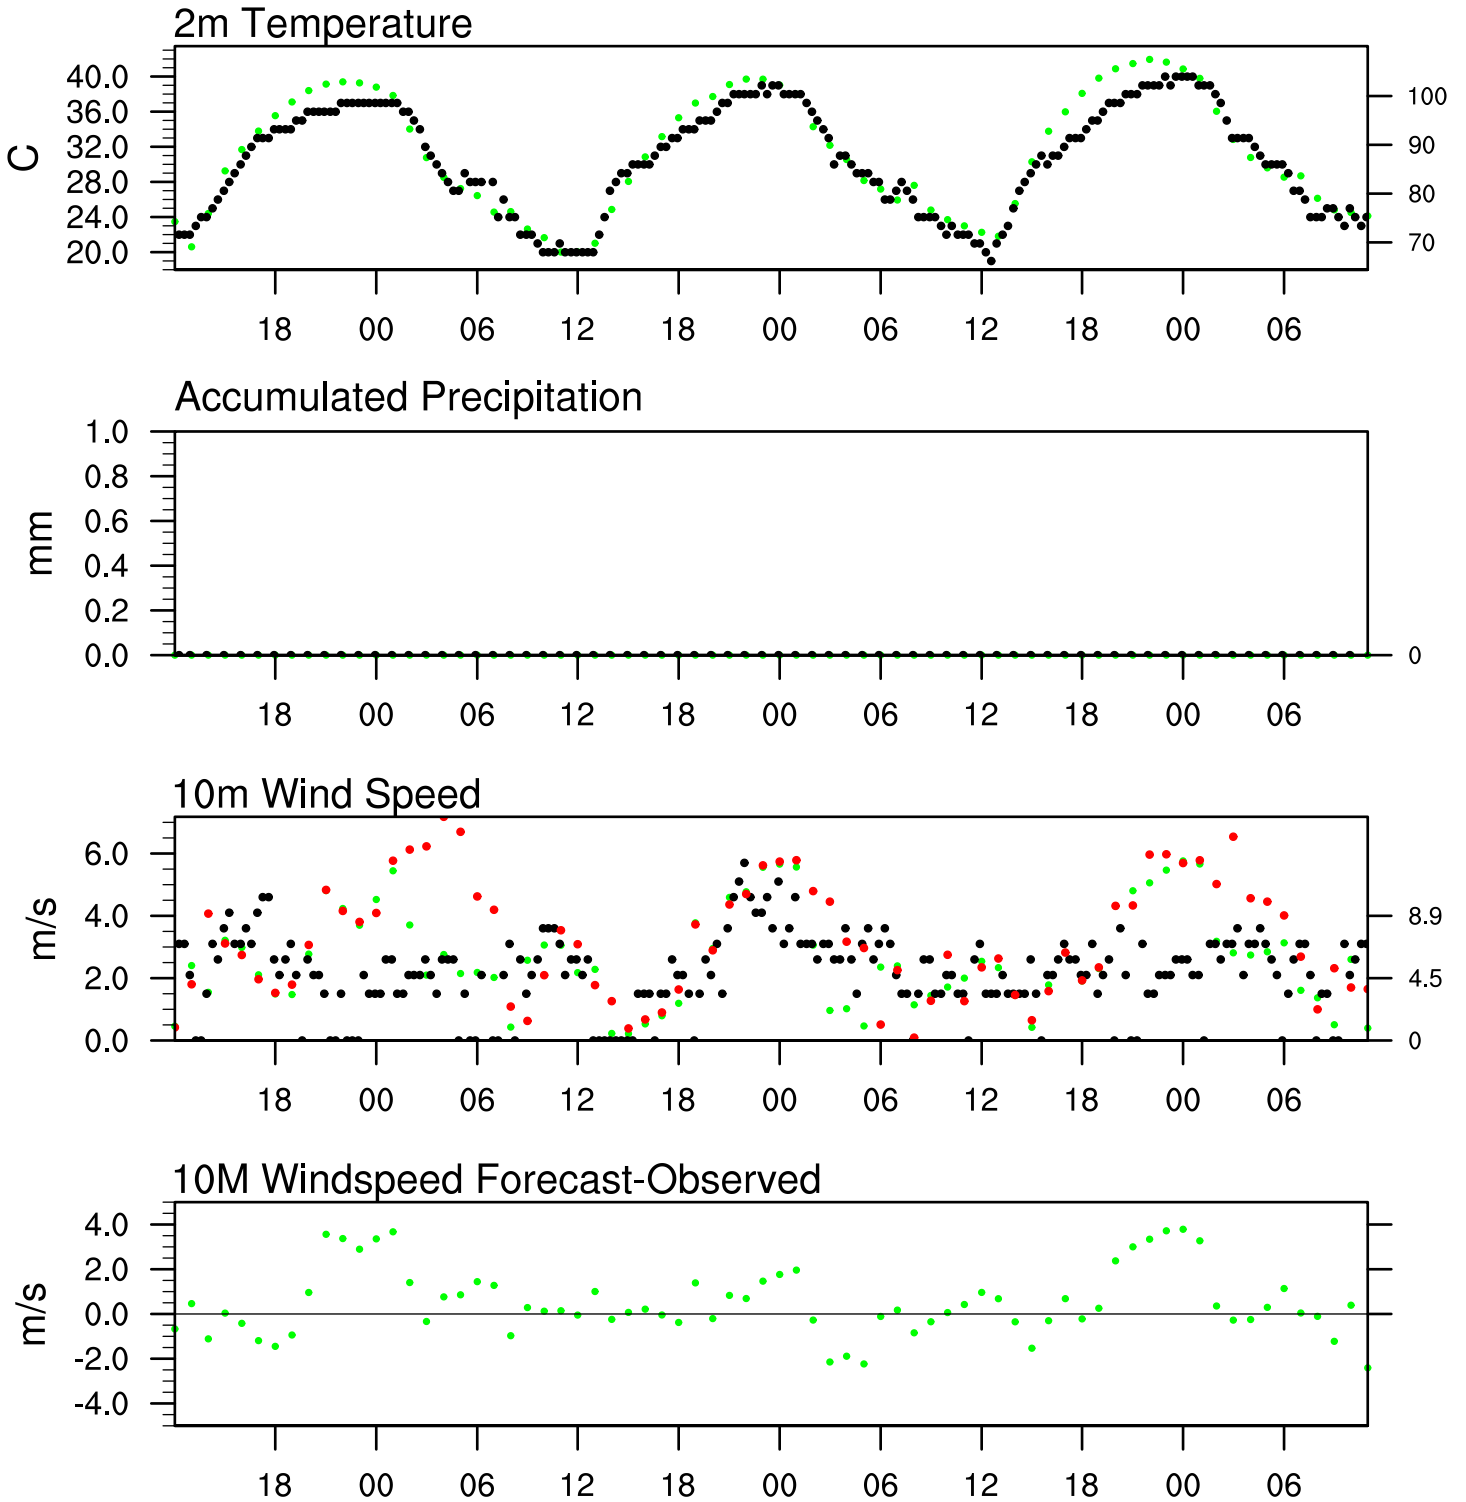 2m Temperature
C
40.0
36.0
32.0
28.0
24.0
20.0
100
90
80
70
18 00 06 12 18 00 06 12 18 00 06
Accumulated Precipitation
mm
1.0
0.8
0.6
0.4
0.2
0.0
0
18 00 06 12 18 00 06 12 18 00 06
10m Wind Speed
m/s
6.0
4.0
2.0
0.0
8.9
4.5
0
18 00 06 12 18 00 06 12 18 00 06
10M Windspeed Forecast-Observed
m/s
4.0
2.0
0.0
-2.0
-4.0
18 00 06 12 18 00 06 12 18 00 06